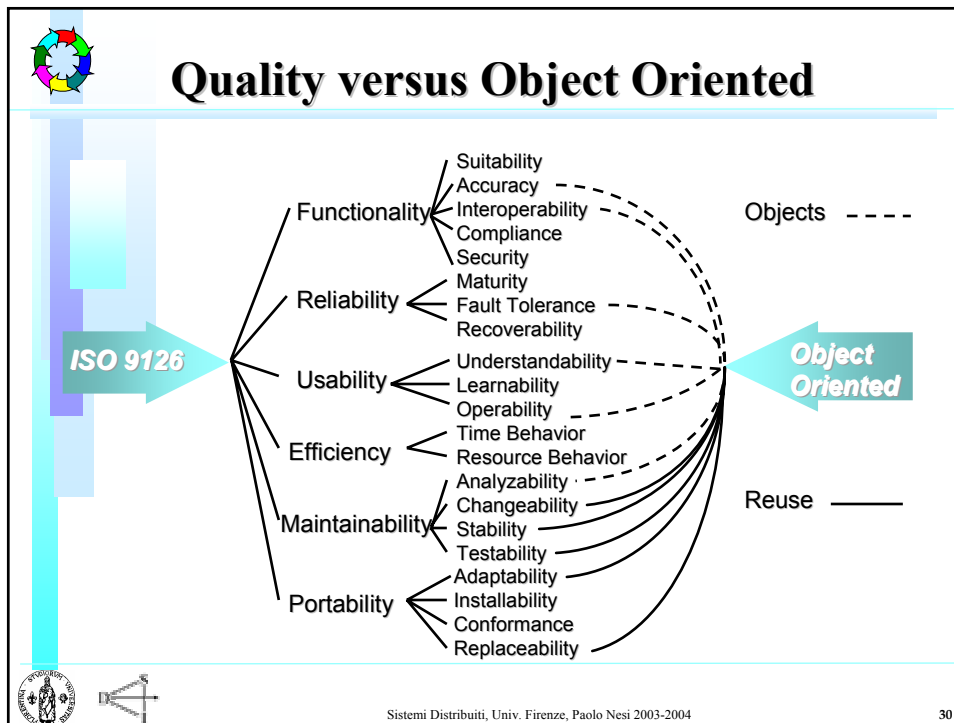 Quality versus Object Oriented
Suitability
Accuracy
Functionality
Interoperability
Objects
Compliance
Security
Maturity
Reliability
Fault Tolerance
Recoverability
ISO 9126
Understandability
Object
Oriented
Usability
Learnability
Operability
Time Behavior
Efficiency
Resource Behavior
Analyzability
Changeability
Reuse
Maintainability
Stability
Testability
Adaptability
Portability
Installability
Conformance
Replaceability
Sistemi Distribuiti, Univ. Firenze, Paolo Nesi 2003-2004
30